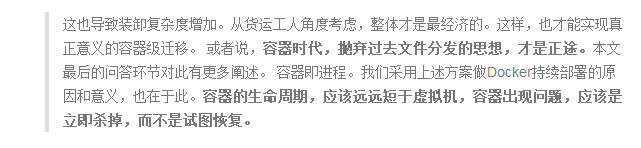 这也导致装卸复杂度增加。从货运工人角度考虑，整体才是最经济的。这样，也才能实现真
正意义的容器级迁移。 或者说，容器时代，抛弃过去文件分发的思想，才是正途。本文
最后的问答环节对此有更多阐述。 容器即进程。我们采用上述方案做Docker持续部署的原
因和意义，也在于此。容器的生命周期，应该远远短于虚拟机，容器出现问题，应该是
立即杀掉，而不是试图恢复。